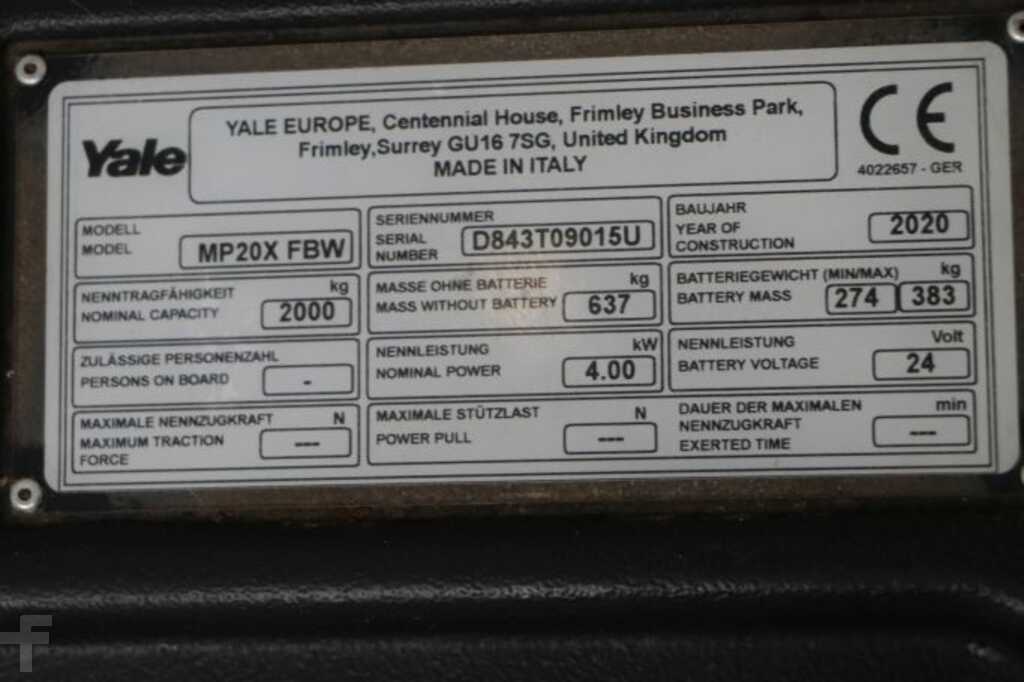 Yale
YALE EUROPE, Centennial House, Frimley Business Park,
Frimley,Surrey GU16 7SG, United Kingdom
MADE IN ITALY
CE
4022657 - GER
MODELL
MODEL
MP20X FBW
SERIENNUMMER
SERIAL
NUMBER
D843T09015U
BAUJAHR
YEAR OF
CONSTRUCTION
2020
NENNTRAGFÄHIGKEIT kg
NOMINAL CAPACITY 2000
MASSE OHNE BATTERIE kg
MASS WITHOUT BATTERY 637
BATTERIEGEWICHT (MIN/MAX) kg
BATTERY MASS 274 383
ZULÄSSIGE PERSONENZAHL
PERSONS ON BOARD -
NENNLEISTUNG kW
NOMINAL POWER 4.00
NENNLEISTUNG Volt
BATTERY VOLTAGE 24
MAXIMALE NENNZUGKRAFT N
MAXIMUM TRACTION
FORCE ---
MAXIMALE STÜTZLAST N
POWER PULL ---
DAUER DER MAXIMALEN min
NENNZUGKRAFT
EXERTED TIME ---
F